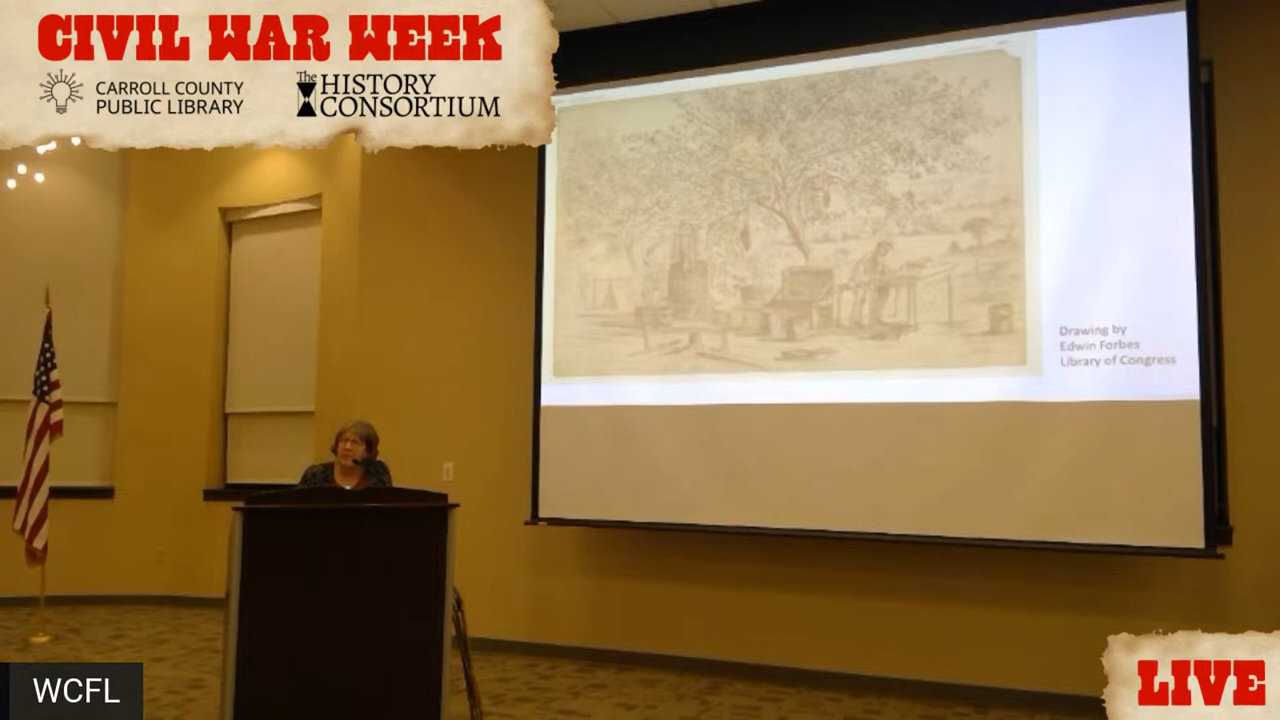 CIVIL WAR WEEK
CARROLL COUNTY
PUBLIC LIBRARY
The
HISTORY
CONSORTIUM
Drawing by
Edwin Forbes
Library of Congress
WCFL
LIVE